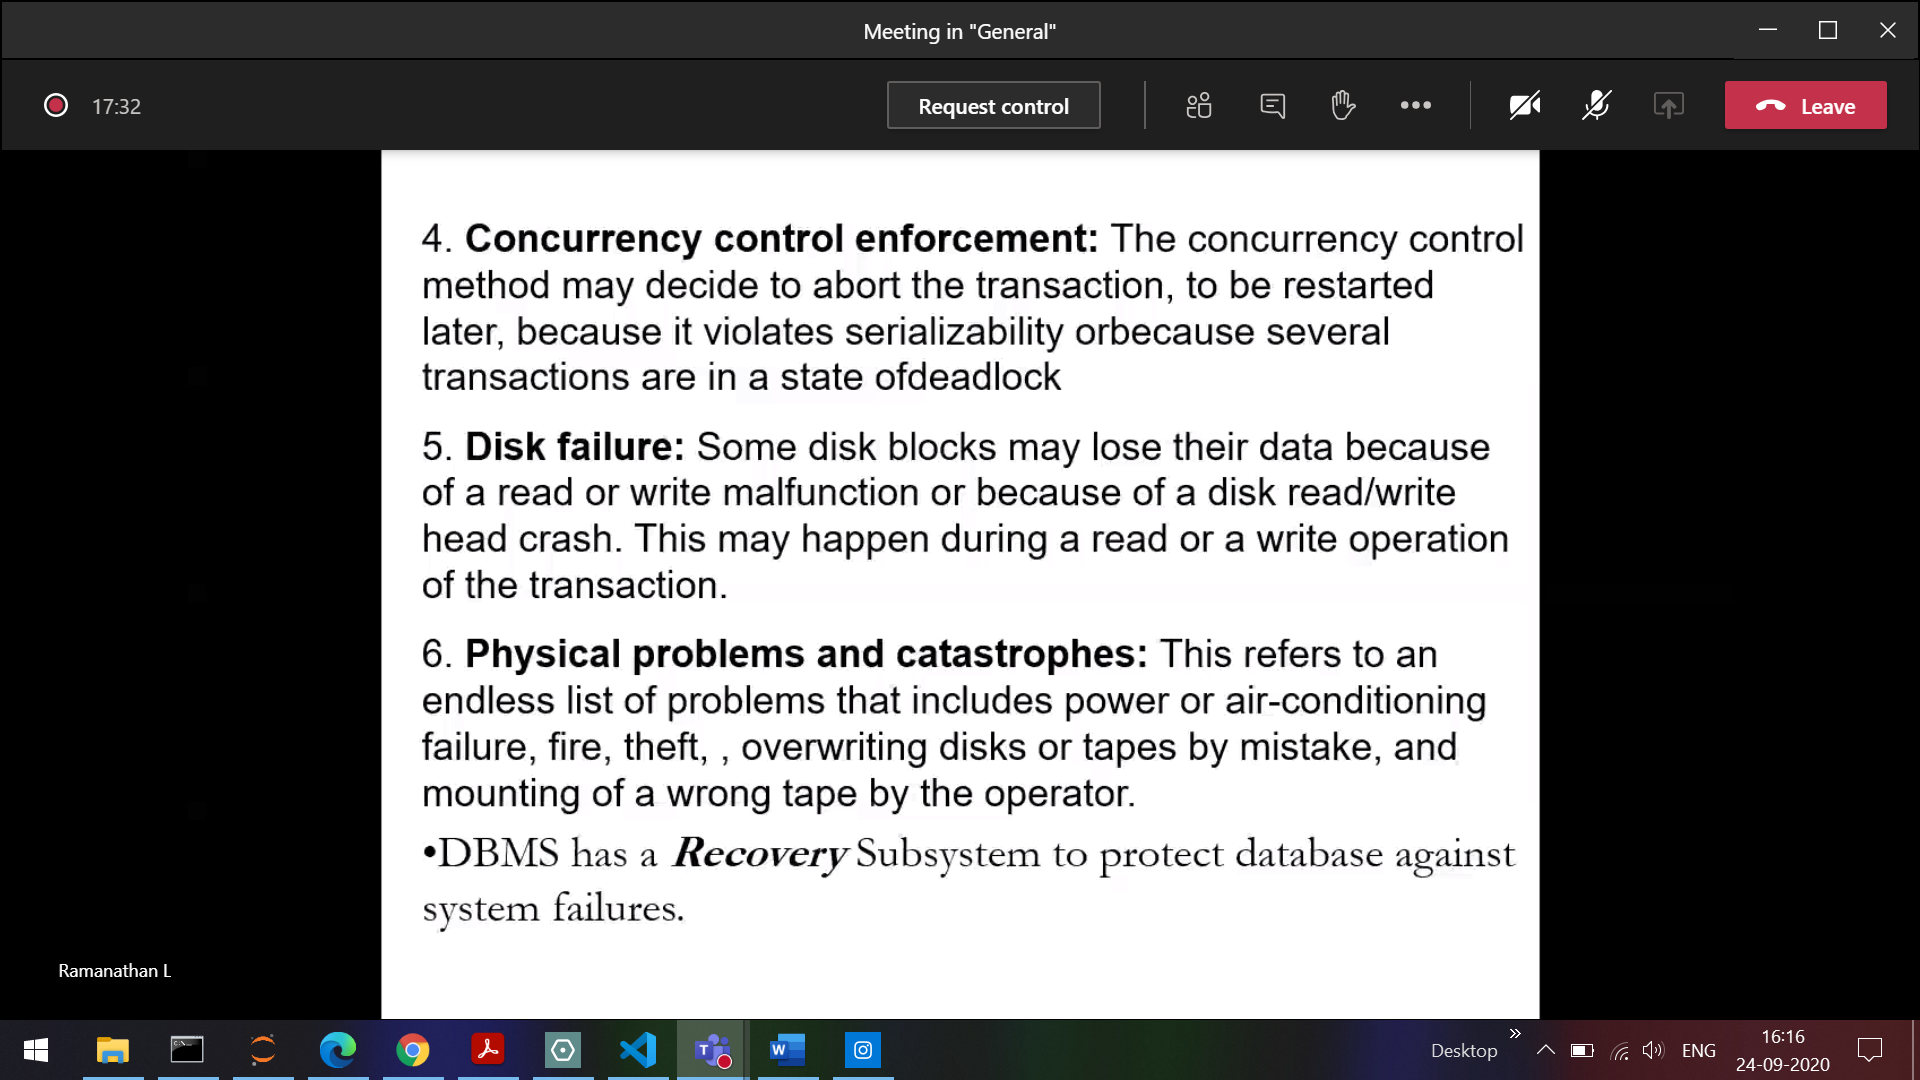 Meeting in "General"
17:32
Request control
Leave
4. Concurrency control enforcement: The concurrency control
method may decide to abort the transaction, to be restarted
later, because it violates serializability orbecause several
transactions are in a state ofdeadlock
5. Disk failure: Some disk blocks may lose their data because
of a read or write malfunction or because of a disk read/write
head crash. This may happen during a read or a write operation
of the transaction.
6. Physical problems and catastrophes: This refers to an
endless list of problems that includes power or air-conditioning
failure, fire, theft, , overwriting disks or tapes by mistake, and
mounting of a wrong tape by the operator.
•DBMS has a Recovery Subsystem to protect database against
system failures.
Ramanathan L
Desktop
ENG
16:16
24-09-2020